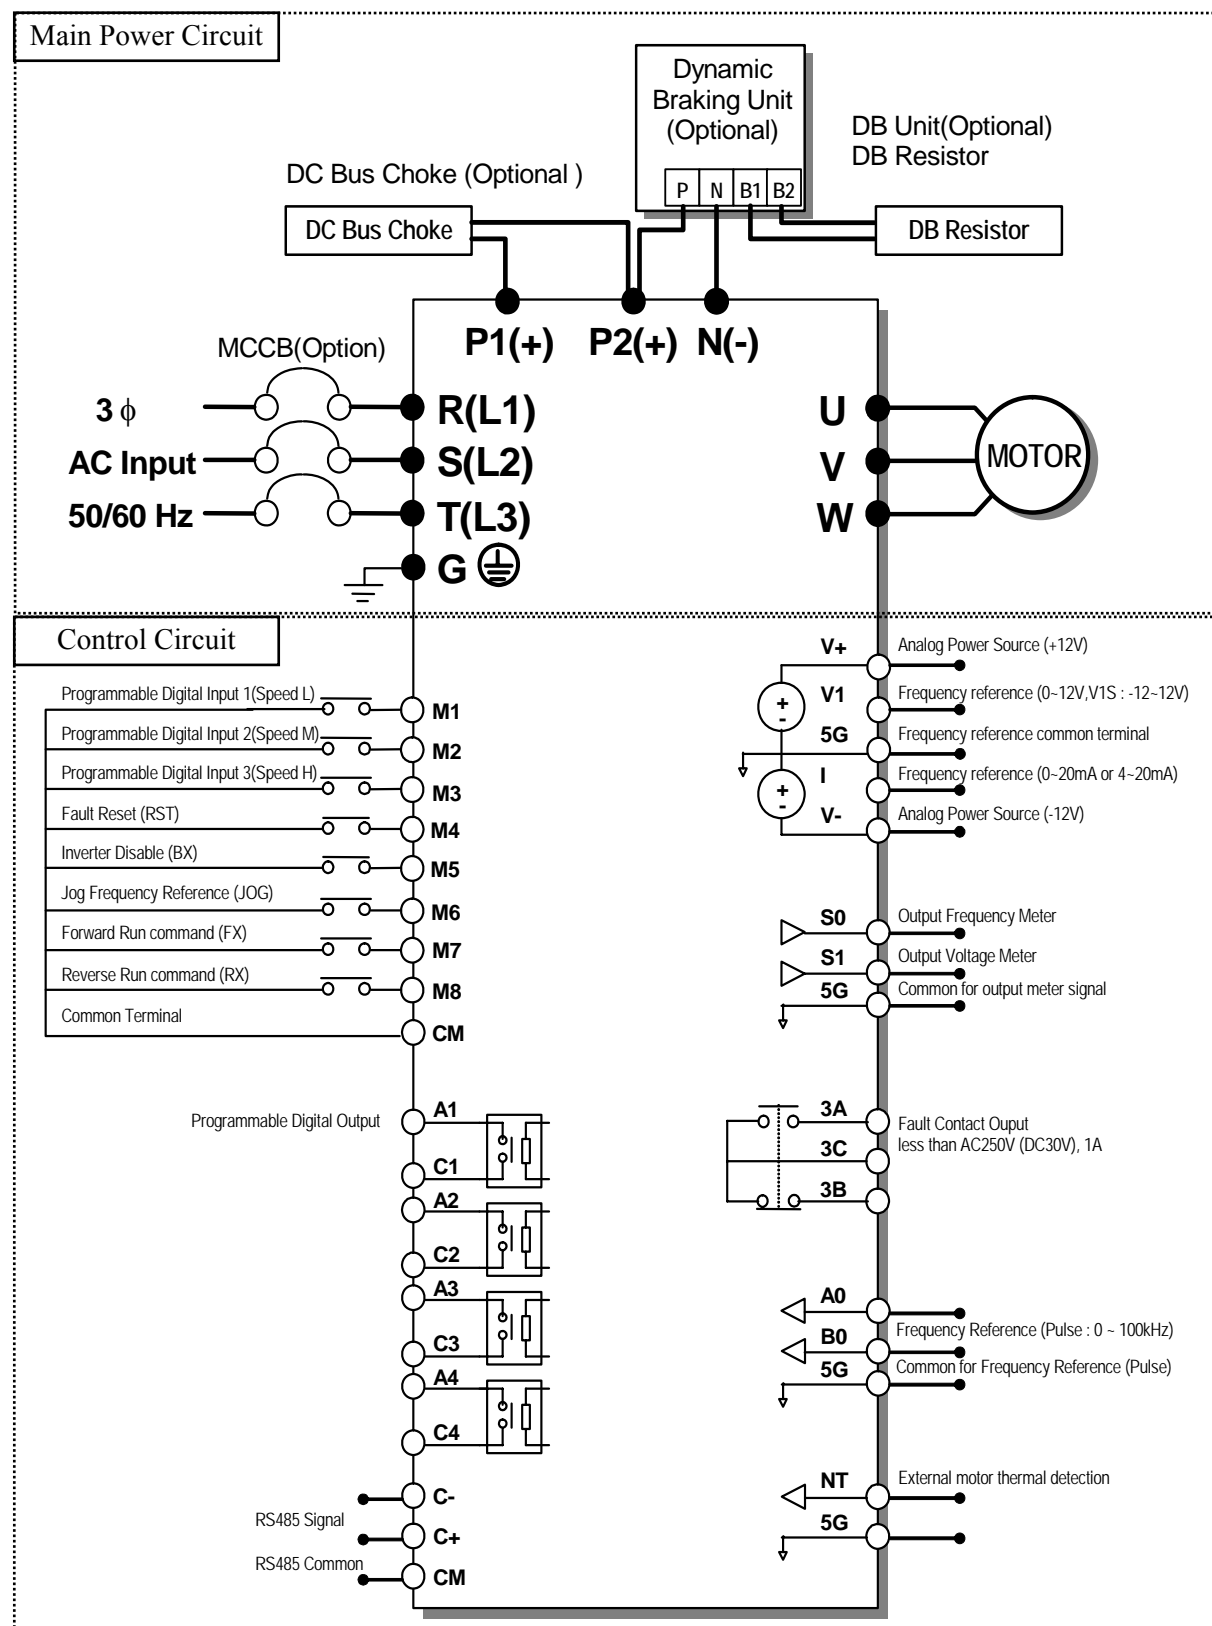 Main Power Circuit
Dynamic
Braking Unit
(Optional)
P N B1 B2
DB Unit(Optional)
DB Resistor
DC Bus Choke (Optional )
DC Bus Choke
DB Resistor
P1(+) P2(+) N(-)
MCCB(Option)
3 ϕ
R(L1)
U
AC Input
S(L2)
V
MOTOR
50/60 Hz
T(L3)
W
G
Control Circuit
Programmable Digital Input 1(Speed L)
M1
Programmable Digital Input 2(Speed M)
M2
Programmable Digital Input 3(Speed H)
M3
Fault Reset (RST)
M4
Inverter Disable (BX)
M5
Jog Frequency Reference (JOG)
M6
Forward Run command (FX)
M7
Reverse Run command (RX)
M8
Common Terminal
CM
Programmable Digital Output
A1
C1
A2
C2
A3
C3
A4
C4
C-
RS485 Signal
C+
RS485 Common
CM
V+
Analog Power Source (+12V)
+
-
V1
Frequency reference (0~12V,V1S : -12~12V)
5G
Frequency reference common terminal
+
-
I
Frequency reference (0~20mA or 4~20mA)
V-
Analog Power Source (-12V)
S0
Output Frequency Meter
S1
Output Voltage Meter
5G
Common for output meter signal
3A
Fault Contact Ouput
less than AC250V (DC30V), 1A
3C
3B
A0
Frequency Reference (Pulse : 0 ~ 100kHz)
B0
5G
Common for Frequency Reference (Pulse)
NT
External motor thermal detection
5G